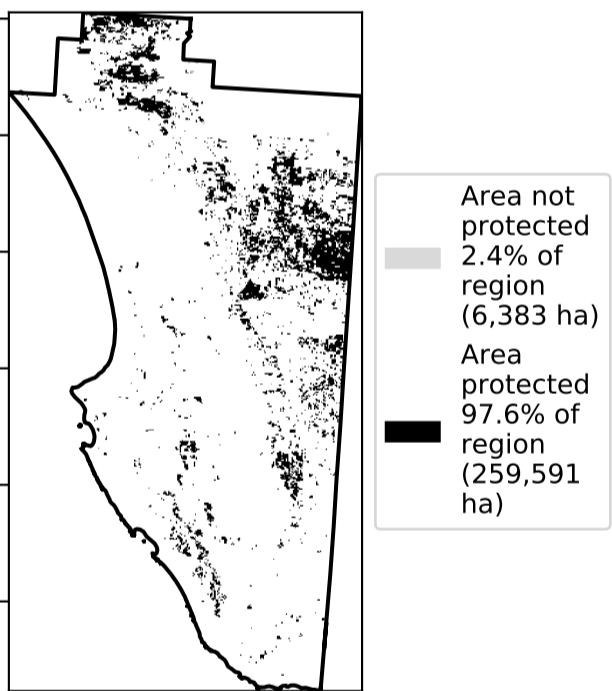 Area not
protected
2.4% of
region
(6,383 ha)
Area
protected
97.6% of
region
(259,591
ha)